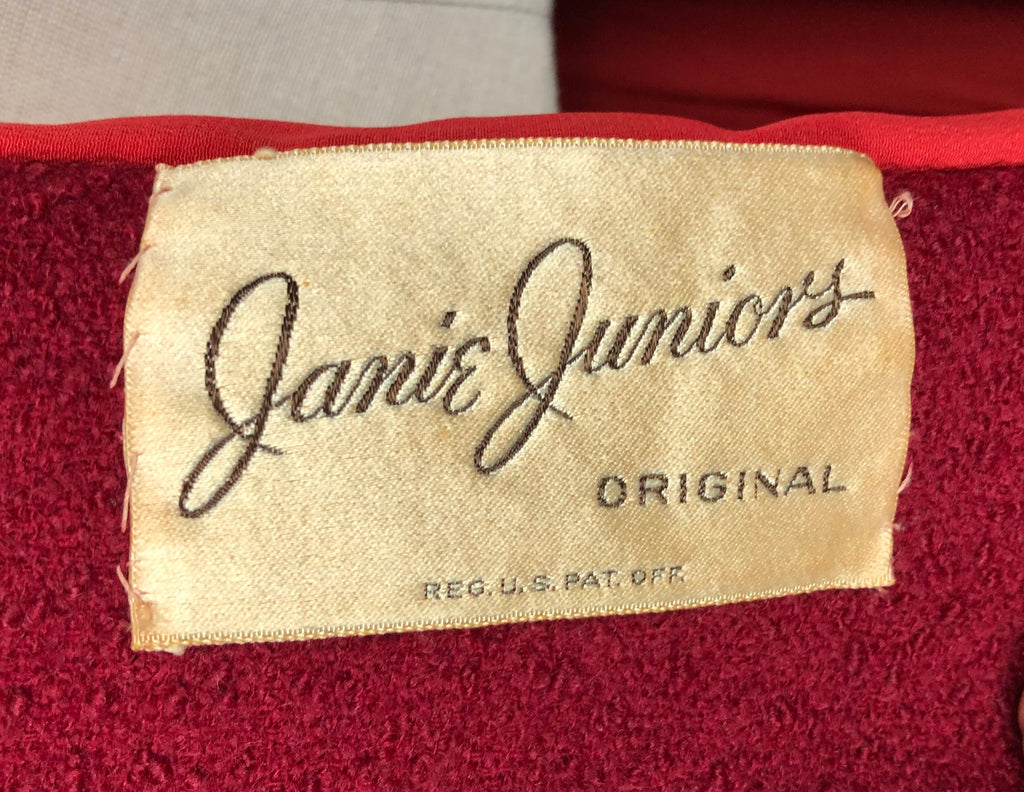 Janie Juniors
ORIGINAL
REG. U.S. PAT. OFF.